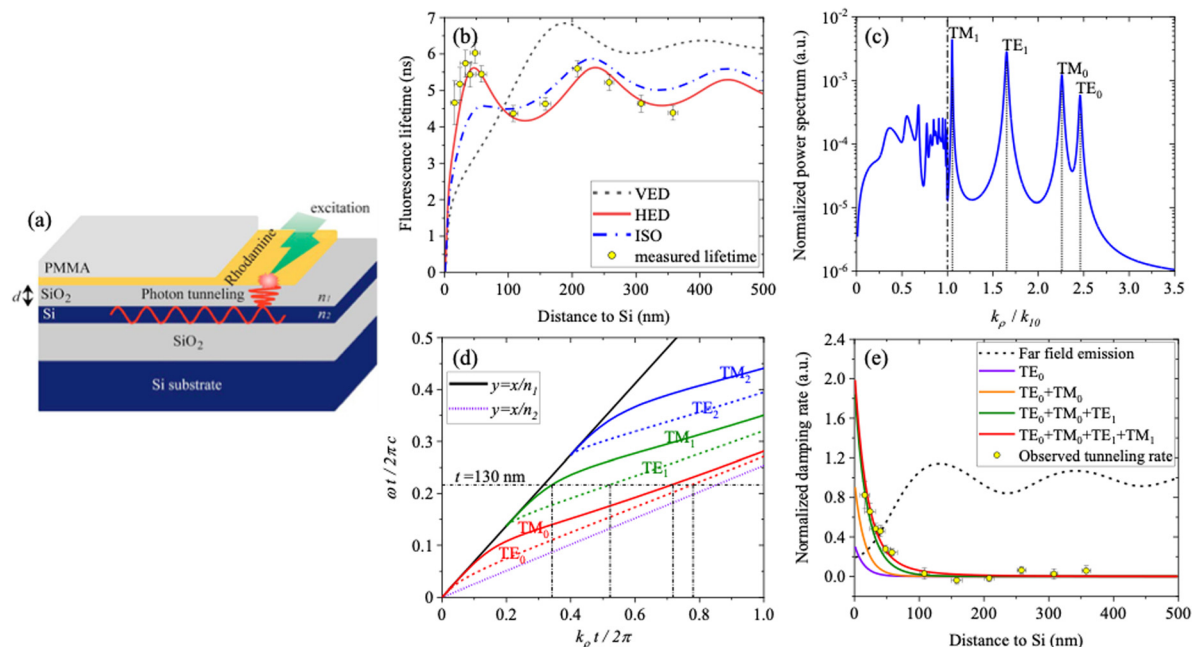 (a)
excitation
Rhodamine
PMMA
SiO2
Photon tunneling
n1
d
Si
n2
SiO2
Si substrate
(b)
Fluorescence lifetime (ns)
8
7
6
5
4
3
2
1
0
VED
HED
ISO
measured lifetime
0 100 200 300 400 500
Distance to Si (nm)
(c)
Normalized power spectrum (a.u.)
10^-2
10^-3
10^-4
10^-5
10^-6
TM1
TE1
TM0
TE0
0.0 0.5 1.0 1.5 2.0 2.5 3.0 3.5
kρ / k10
(d)
ω t / 2π c
0.5
0.4
0.3
0.2
0.1
0
y=x/n1
y=x/n2
TM2
TE2
TM1
TE1
t =130 nm
TM0
TE0
0 0.2 0.4 0.6 0.8 1.0
kρ t / 2π
(e)
Normalized damping rate (a.u.)
2.4
2.0
1.6
1.2
0.8
0.4
0.0
Far field emission
TE0
TE0+TM0
TE0+TM0+TE1
TE0+TM0+TE1+TM1
Observed tunneling rate
0 100 200 300 400 500
Distance to Si (nm)